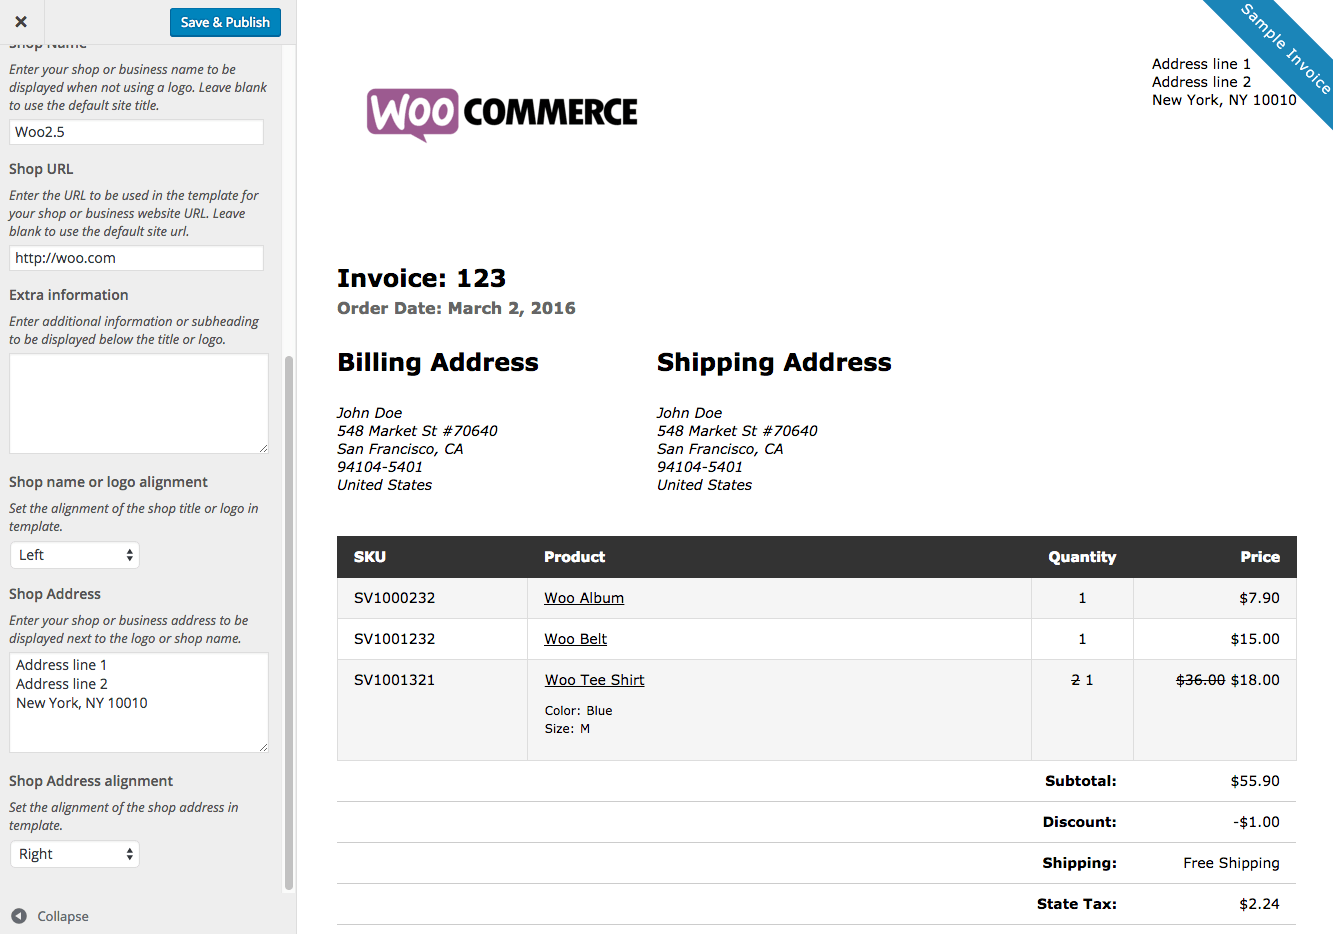 Save & Publish
Shop Name
Enter your shop or business name to be
displayed when not using a logo. Leave blank
to use the default site title.
Woo2.5
Shop URL
Enter the URL to be used in the template for
your shop or business website URL. Leave
blank to use the default site url.
http://woo.com
Extra information
Enter additional information or subheading
to be displayed below the title or logo.
Shop name or logo alignment
Set the alignment of the shop title or logo in
template.
Left
Shop Address
Enter your shop or business address to be
displayed next to the logo or shop name.
Address line 1
Address line 2
New York, NY 10010
Shop Address alignment
Set the alignment of the shop address in
template.
Right
Collapse
WOO COMMERCE
Sample Invoice
Address line 1
Address line 2
New York, NY 10010
Invoice: 123
Order Date: March 2, 2016
Billing Address
John Doe
548 Market St #70640
San Francisco, CA
94104-5401
United States
Shipping Address
John Doe
548 Market St #70640
San Francisco, CA
94104-5401
United States
SKU Product Quantity Price
SV1000232 Woo Album 1 $7.90
SV1001232 Woo Belt 1 $15.00
SV1001321 Woo Tee Shirt 2 1 $36.00 $18.00
Color: Blue
Size: M
Subtotal: $55.90
Discount: -$1.00
Shipping: Free Shipping
State Tax: $2.24